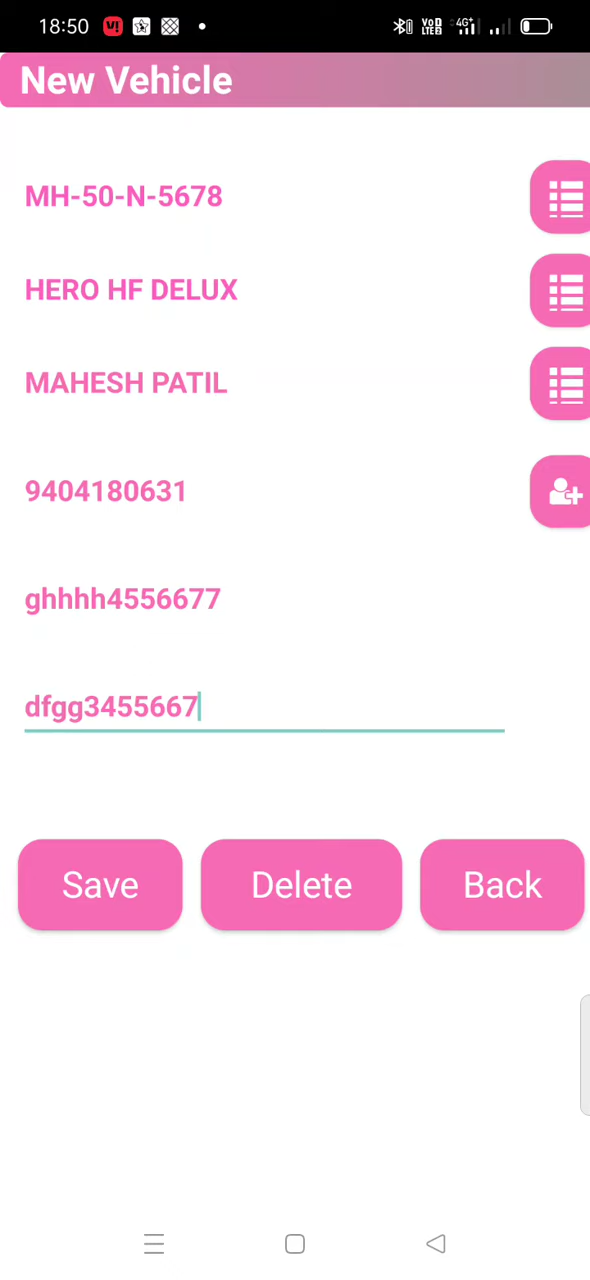 18:50
New Vehicle
MH-50-N-5678
HERO HF DELUX
MAHESH PATIL
9404180631
ghhhh4556677
dfgg3455667
Save Delete Back